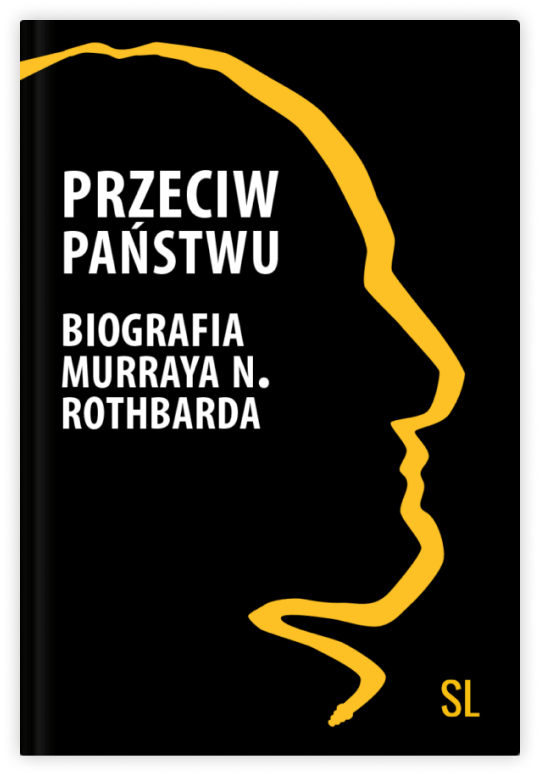 PRZECIW
PAŃSTWU
BIOGRAFIA
MURRAYA N.
ROTHBARDA
SL